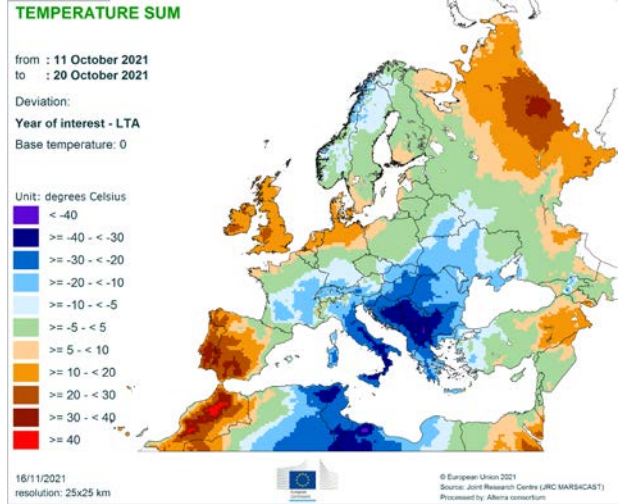 TEMPERATURE SUM
from : 11 October 2021
to : 20 October 2021
Deviation:
Year of interest - LTA
Base temperature: 0
Unit: degrees Celsius
< -40
>= -40 - < -30
>= -30 - < -20
>= -20 - < -10
>= -10 - < -5
>= -5 - < 5
>= 5 - < 10
>= 10 - < 20
>= 20 - < 30
>= 30 - < 40
>= 40
16/11/2021
resolution: 25x25 km
European
Commission
© European Union 2021
Source: Joint Research Centre (JRC MARS4CAST)
Processed by: Alterra consortium